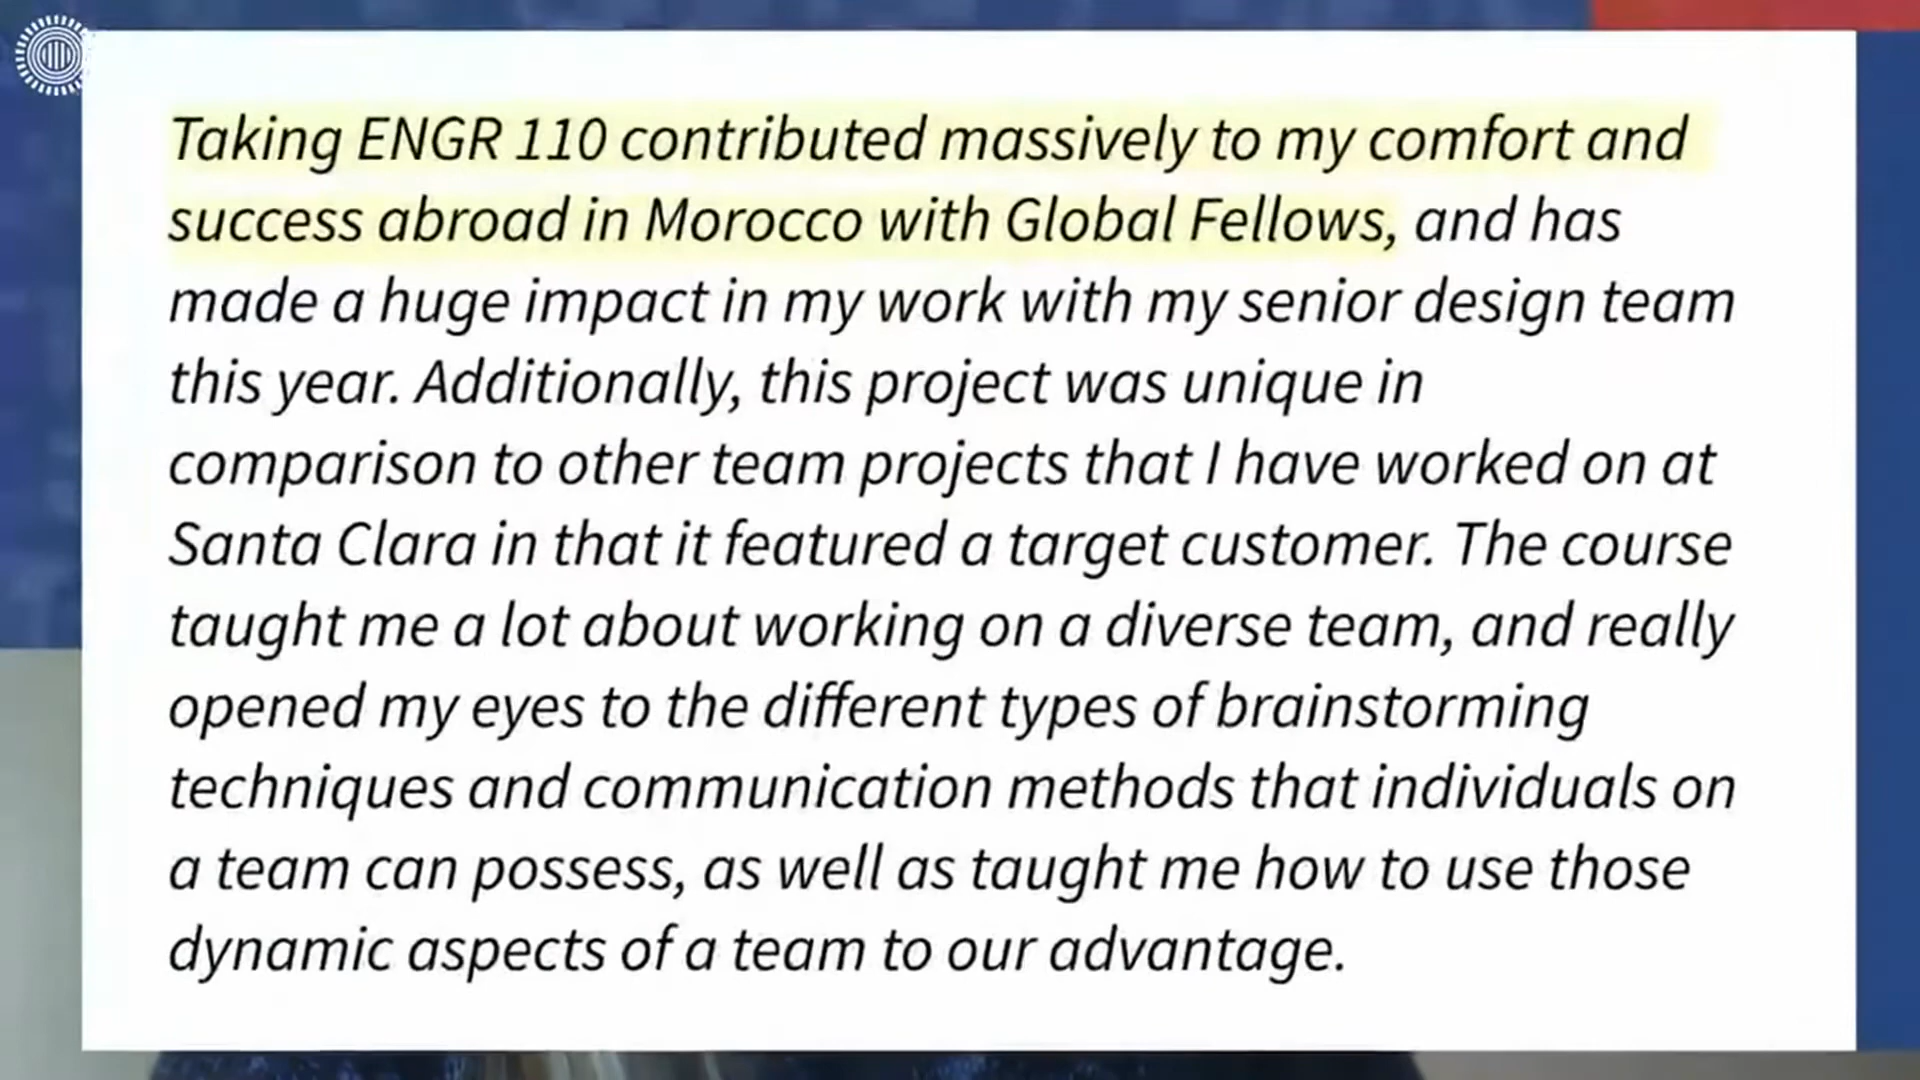 Taking ENGR 110 contributed massively to my comfort and
success abroad in Morocco with Global Fellows, and has
made a huge impact in my work with my senior design team
this year. Additionally, this project was unique in
comparison to other team projects that I have worked on at
Santa Clara in that it featured a target customer. The course
taught me a lot about working on a diverse team, and really
opened my eyes to the different types of brainstorming
techniques and communication methods that individuals on
a team can possess, as well as taught me how to use those
dynamic aspects of a team to our advantage.